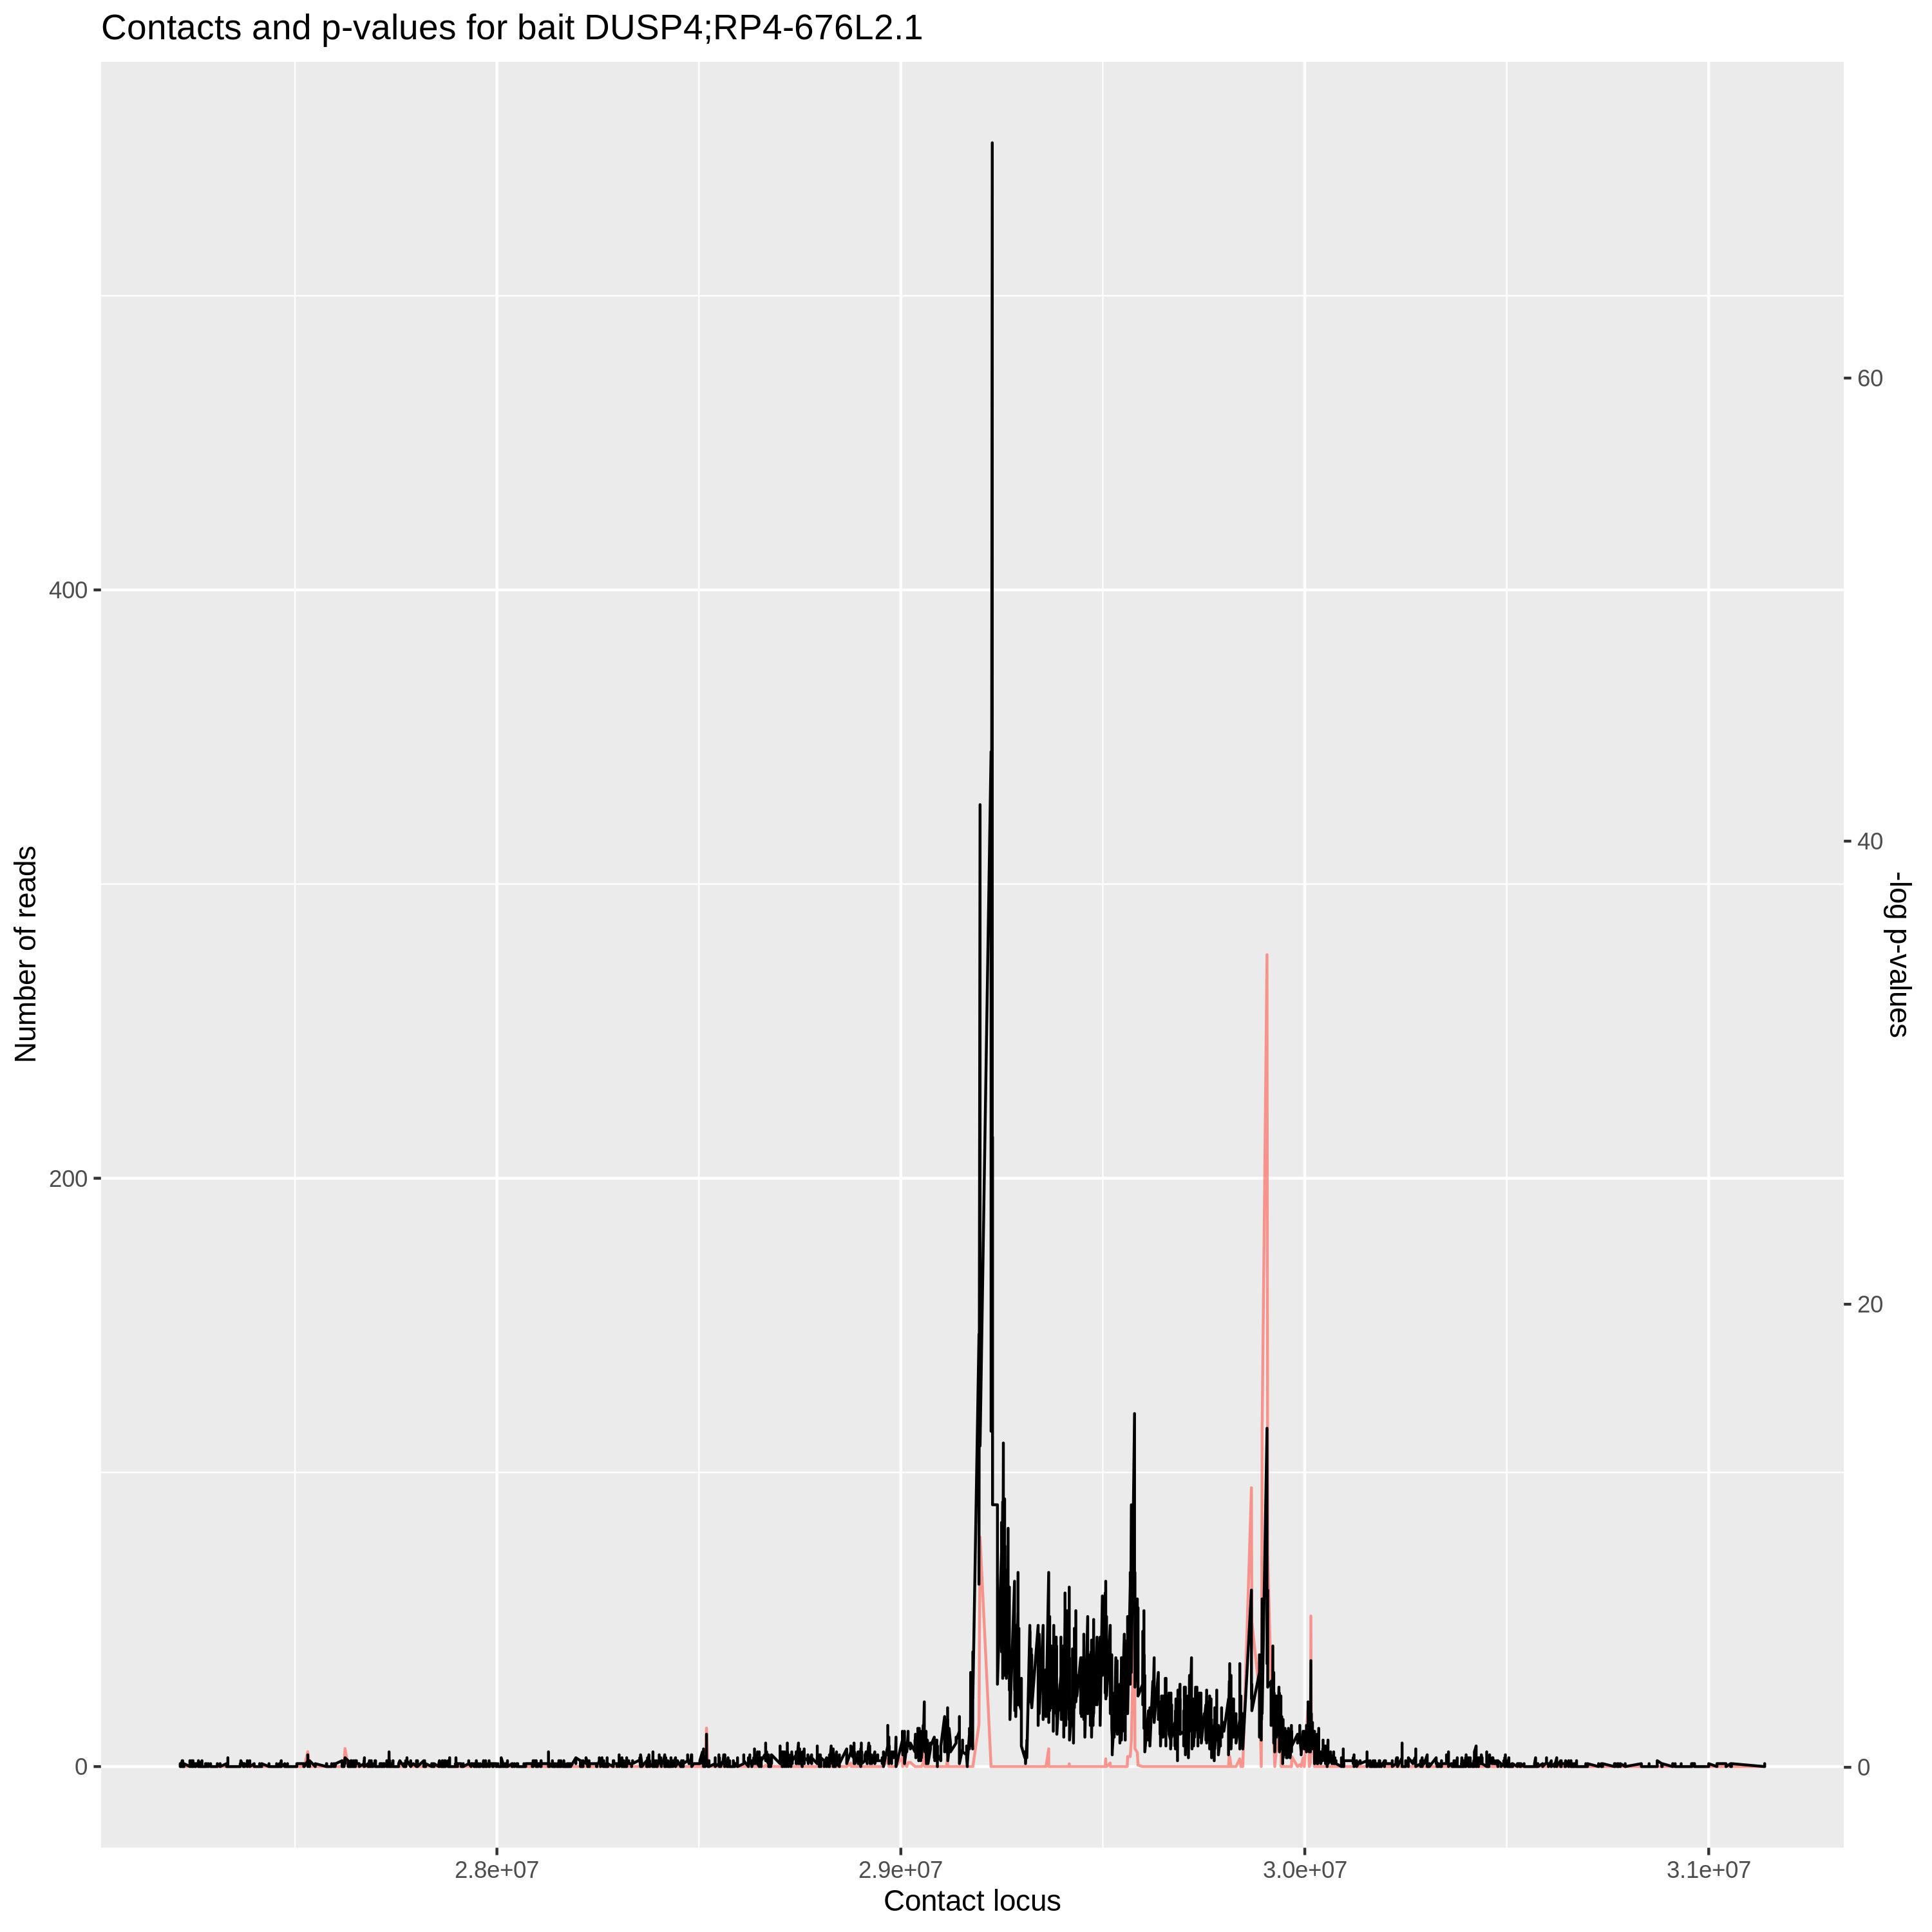 Contacts and p-values for bait DUSP4;RP4-676L2.1
Number of reads
400
200
0
60
40
20
0
-log p-values
2.8e+07
2.9e+07
3.0e+07
3.1e+07
Contact locus